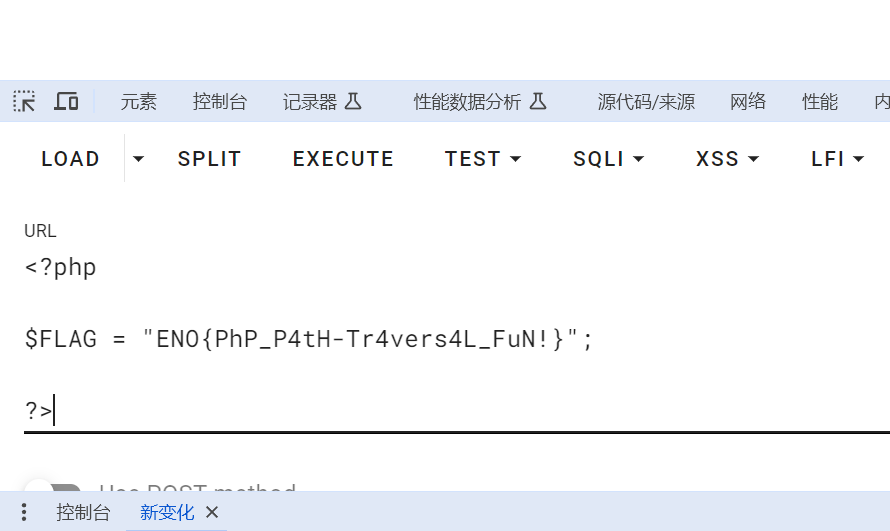 元素 控制台 记录器 性能数据分析 源代码/来源 网络 性能 内
LOAD SPLIT EXECUTE TEST SQLI XSS LFI
URL
<?php
$FLAG = "ENO{PhP_P4tH-Tr4vers4L_FuN!}";
?>
Use POST method
控制台 新变化